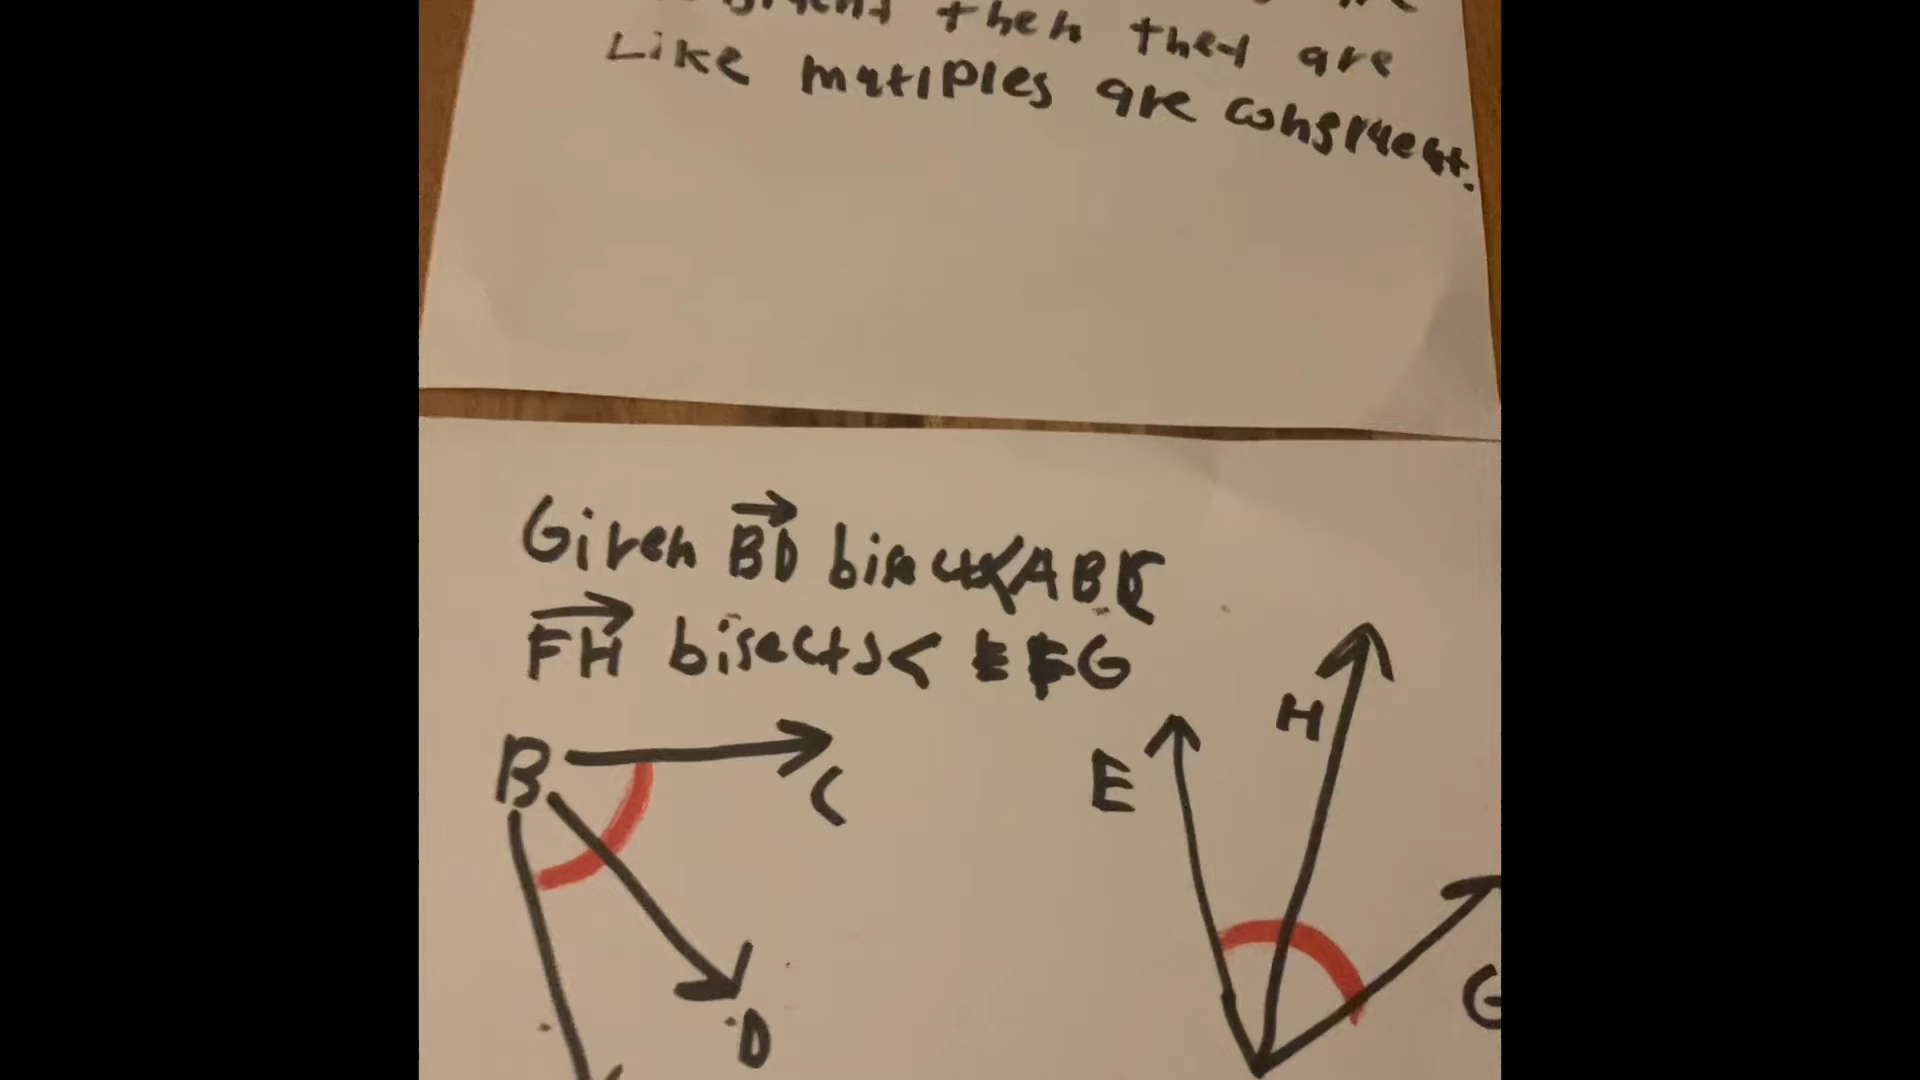 then they are
Like mutiples are congruent.
Given BD bisects<ABC
FH bisects< EFG
B
C
D
E
H
G